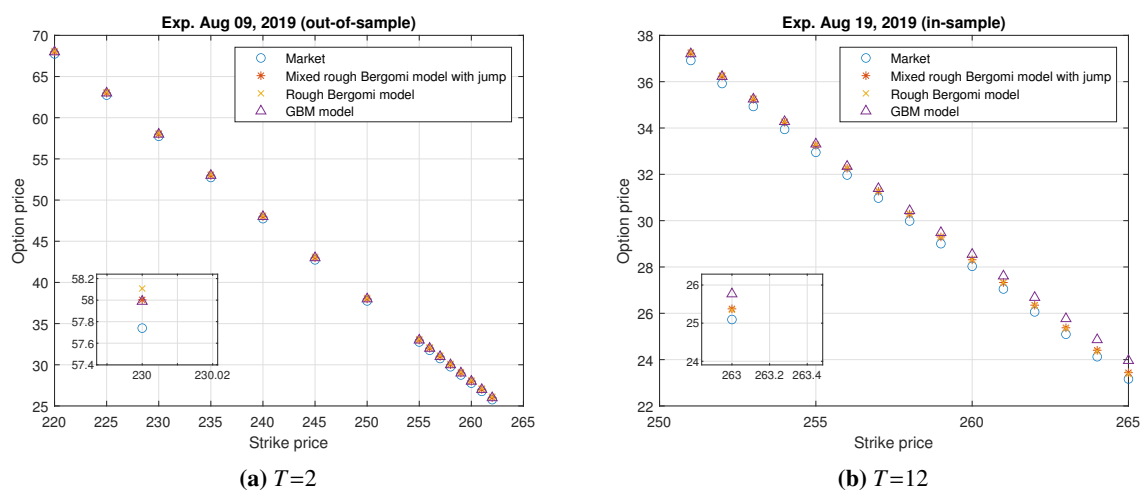 Exp. Aug 09, 2019 (out-of-sample)
Option price
70
65
60
55
50
45
40
35
30
25
Market
Mixed rough Bergomi model with jump
Rough Bergomi model
GBM model
58.2
58
57.8
57.6
57.4
230 230.02
220 225 230 235 240 245 250 255 260 265
Strike price
(a) T=2
Exp. Aug 19, 2019 (in-sample)
Option price
38
36
34
32
30
28
26
24
22
Market
Mixed rough Bergomi model with jump
Rough Bergomi model
GBM model
26
25
24
263 263.2 263.4
250 255 260 265
Strike price
(b) T=12